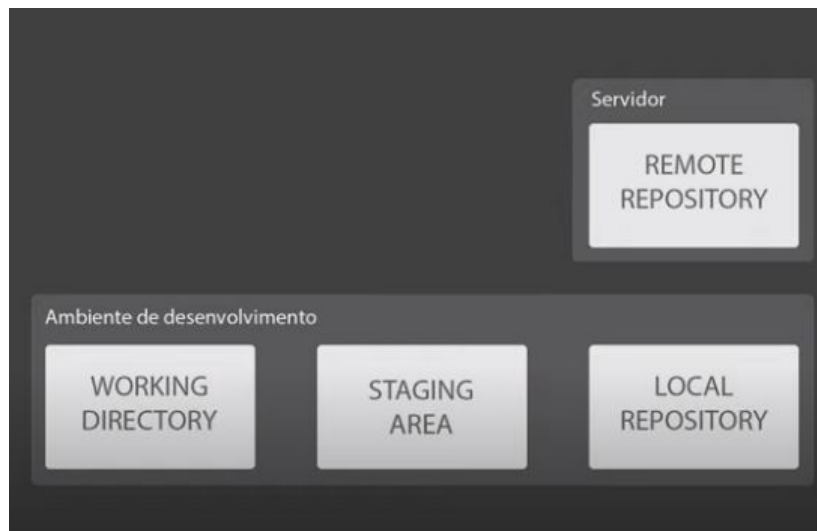 Servidor
REMOTE
REPOSITORY
Ambiente de desenvolvimento
WORKING
DIRECTORY
STAGING
AREA
LOCAL
REPOSITORY